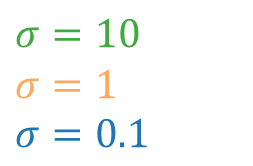 σ = 10
σ = 1
σ = 0.1